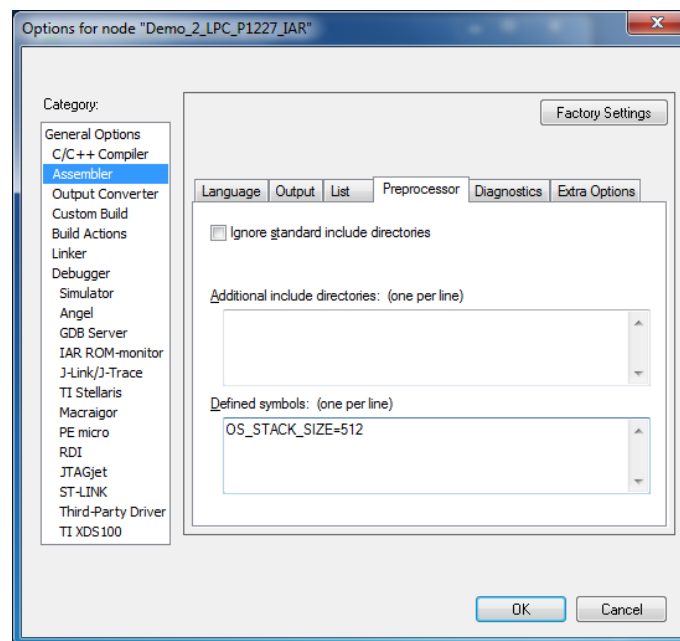 Options for node "Demo_2_LPC_P1227_IAR"
Category:
Factory Settings
General Options
C/C++ Compiler
Assembler
Output Converter
Custom Build
Build Actions
Linker
Debugger
Simulator
Angel
GDB Server
IAR ROM-monitor
J-Link/J-Trace
TI Stellaris
Macraigor
PE micro
RDI
JTAGjet
ST-LINK
Third-Party Driver
TI XDS100
Language Output List Preprocessor Diagnostics Extra Options
Ignore standard include directories
Additional include directories: (one per line)
Defined symbols: (one per line)
OS_STACK_SIZE=512
OK Cancel